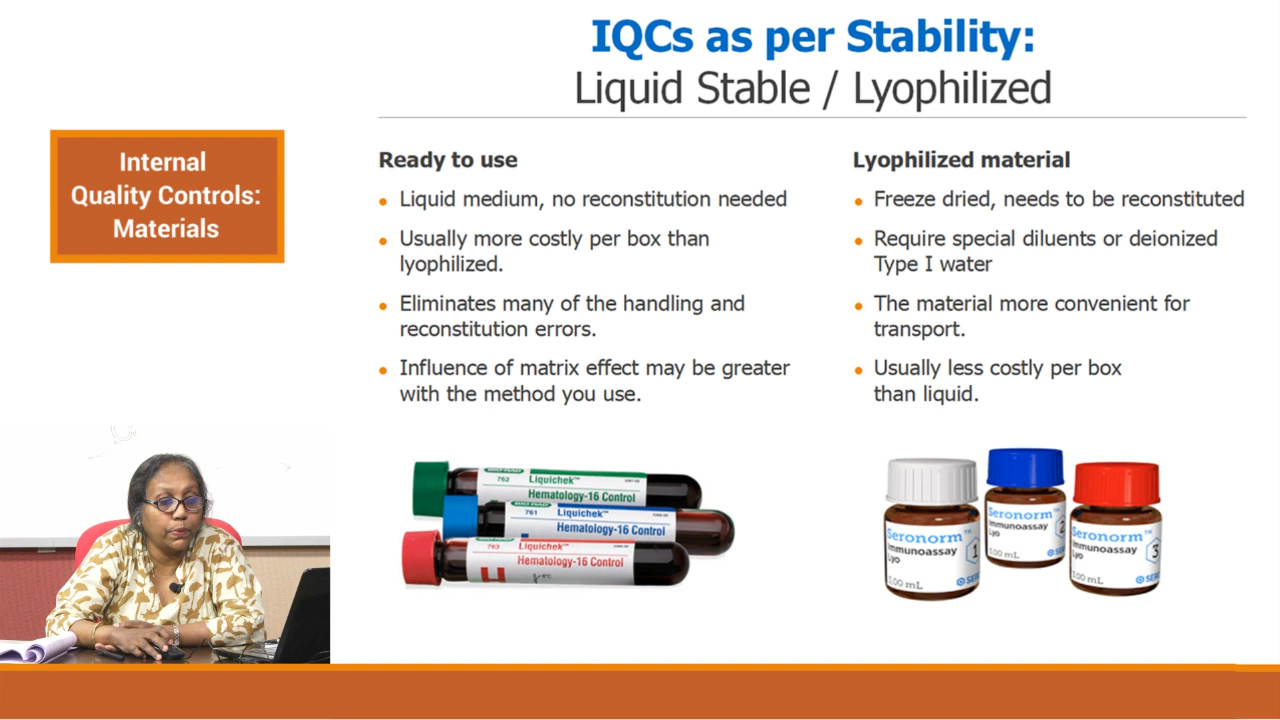 IQCs as per Stability:
Liquid Stable / Lyophilized
Internal
Quality Controls:
Materials
Ready to use
Liquid medium, no reconstitution needed
Usually more costly per box than
lyophilized.
Eliminates many of the handling and
reconstitution errors.
Influence of matrix effect may be greater
with the method you use.
Lyophilized material
Freeze dried, needs to be reconstituted
Require special diluents or deionized
Type I water
The material more convenient for
transport.
Usually less costly per box
than liquid.
762 Liquichek™
Hematology-16 Control
761 Liquichek™
Hematology-16 Control
763 Liquichek™
Hematology-16 Control
Seronorm™
Immunoassay
Lyo
1
Seronorm
Immunoassay
Lyo
2
Seronorm™
Immunoassay
Lyo
3